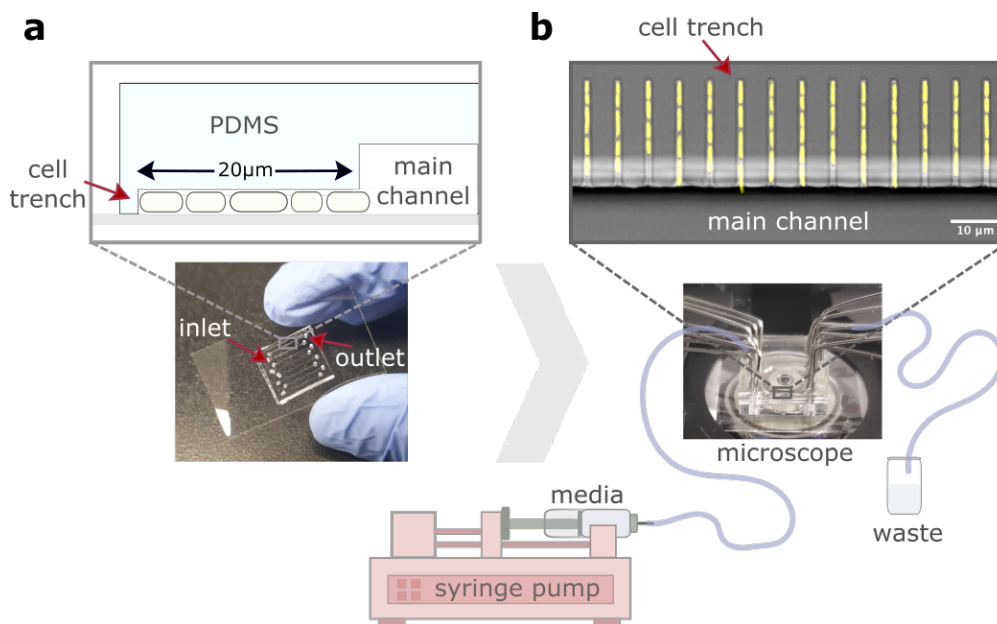 a
PDMS
20μm
cell
trench
main
channel
inlet
outlet
b
cell trench
main channel
10 μm
microscope
media
waste
syringe pump